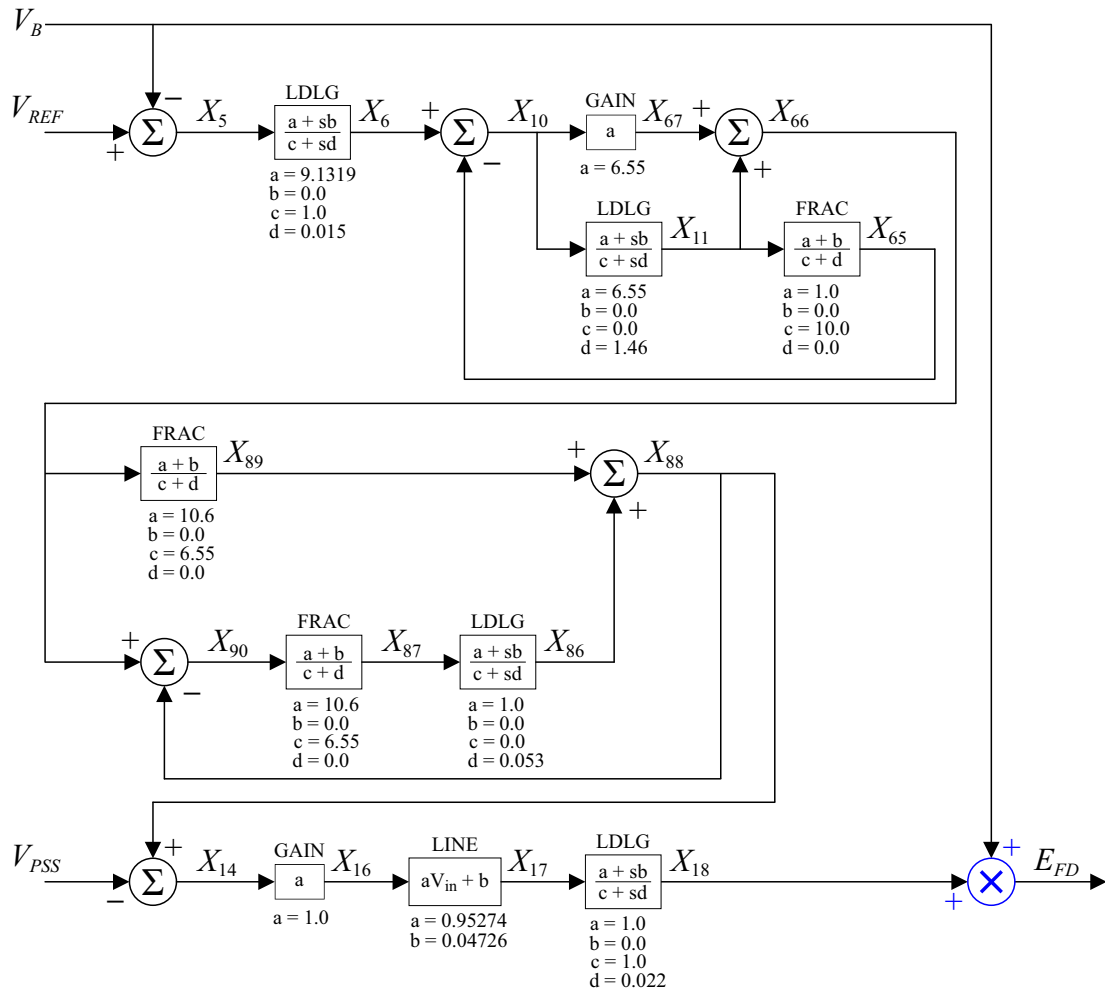 V_B
V_REF
+
−
Σ
X_5
LDLG
a + sb
c + sd
a = 9.1319
b = 0.0
c = 1.0
d = 0.015
X_6
+
−
Σ
X_10
GAIN
a
a = 6.55
X_67
+
+
Σ
X_66
LDLG
a + sb
c + sd
a = 6.55
b = 0.0
c = 0.0
d = 1.46
X_11
FRAC
a + b
c + d
a = 1.0
b = 0.0
c = 10.0
d = 0.0
X_65
FRAC
a + b
c + d
a = 10.6
b = 0.0
c = 6.55
d = 0.0
X_89
+
+
Σ
X_88
+
−
Σ
X_90
FRAC
a + b
c + d
a = 10.6
b = 0.0
c = 6.55
d = 0.0
X_87
LDLG
a + sb
c + sd
a = 1.0
b = 0.0
c = 0.0
d = 0.053
X_86
V_PSS
+
−
Σ
X_14
GAIN
a
a = 1.0
X_16
LINE
aV_in + b
a = 0.95274
b = 0.04726
X_17
LDLG
a + sb
c + sd
a = 1.0
b = 0.0
c = 1.0
d = 0.022
X_18
+
+
×
E_FD